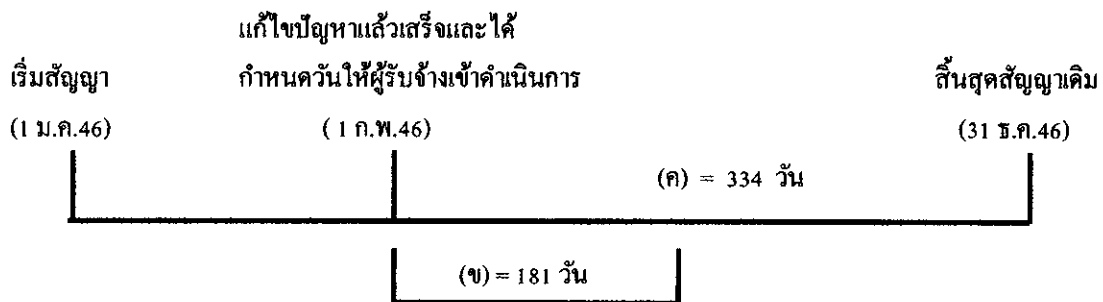 แก้ไขปัญหาแล้วเสร็จและได้
เริ่มสัญญา กำหนดวันให้ผู้รับจ้างเข้าดำเนินการ สิ้นสุดสัญญาเดิม
(1 ม.ค.46) ( 1 ก.พ.46) (31 ธ.ค.46)
(ค) = 334 วัน
(ข) = 181 วัน